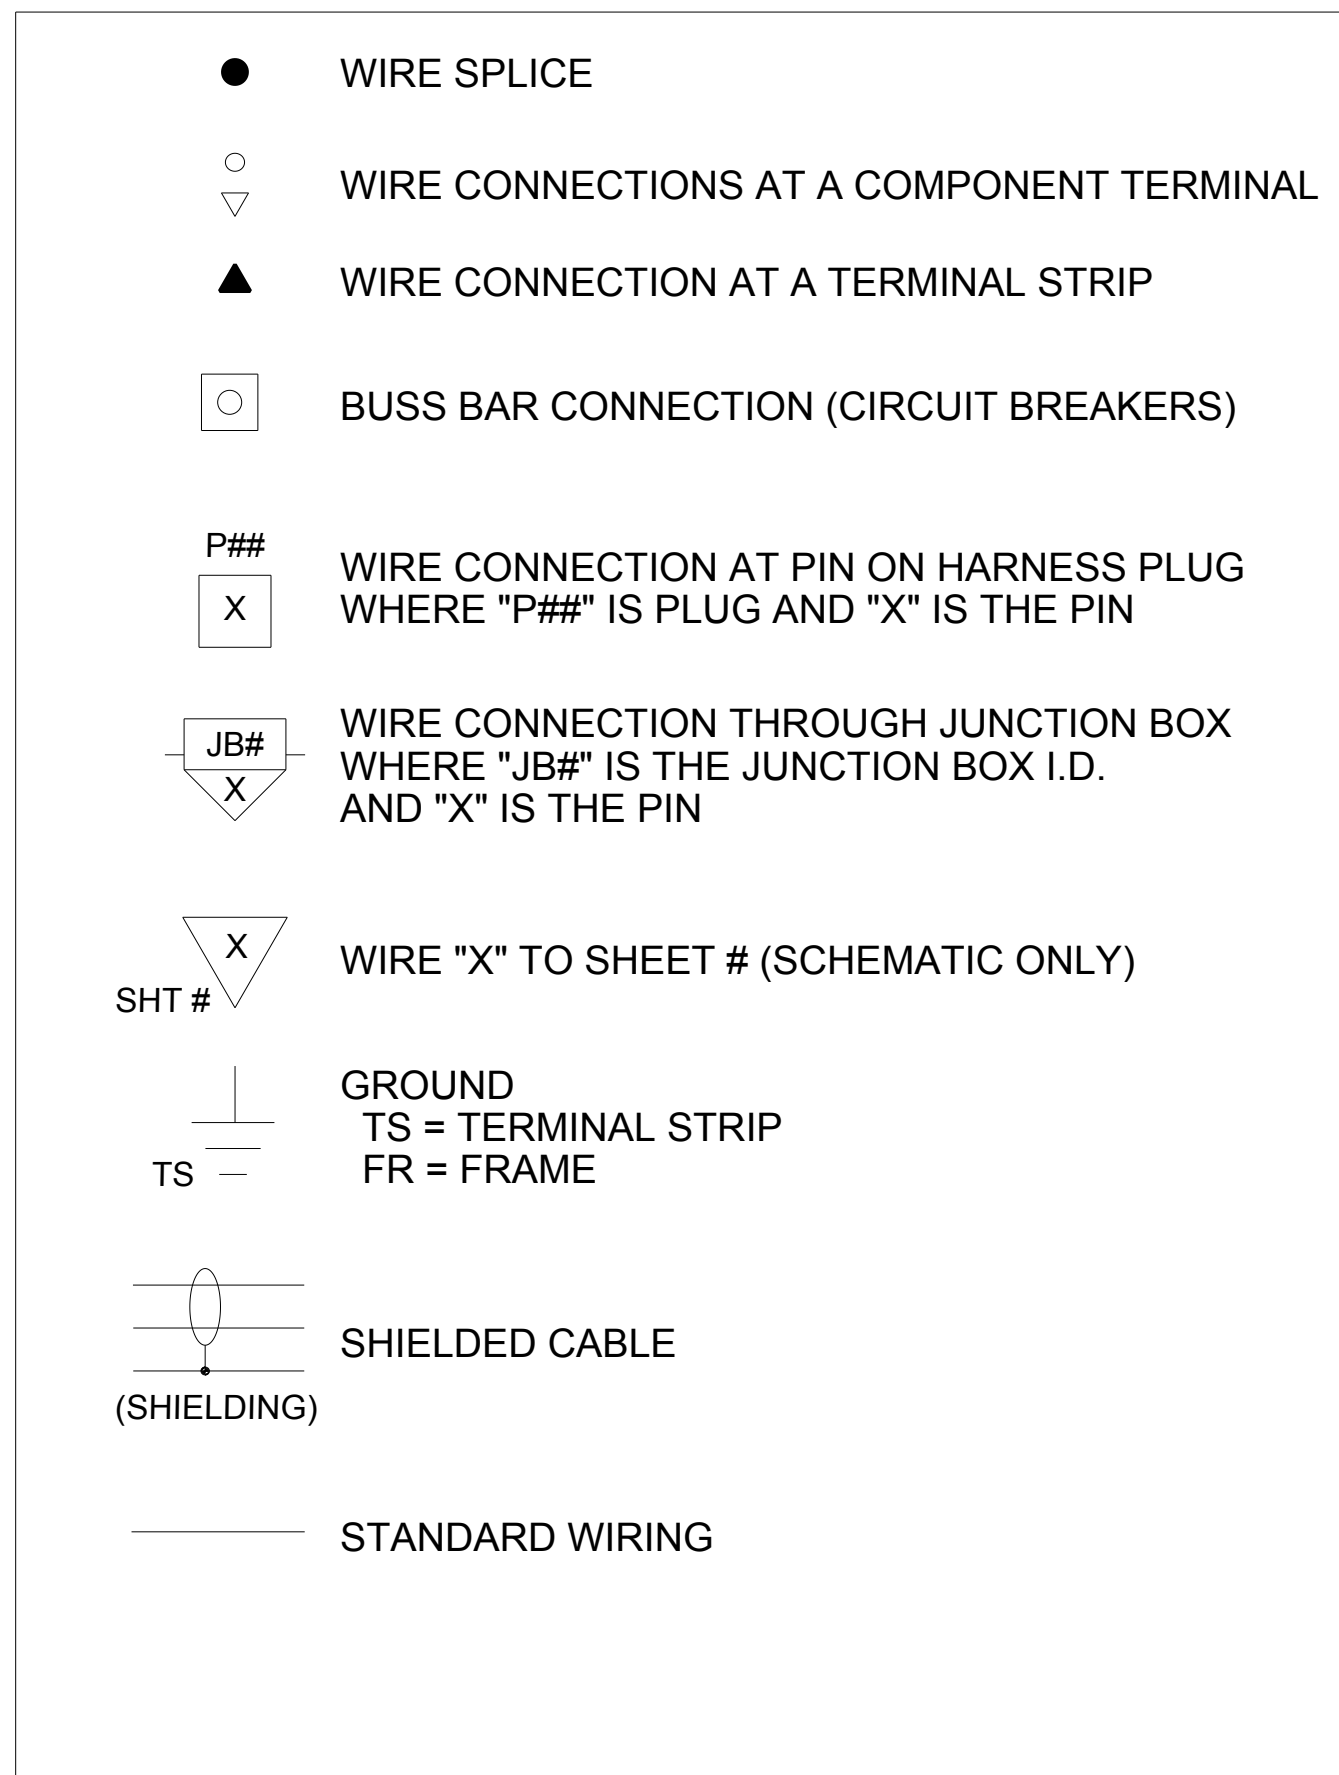 WIRE SPLICE
WIRE CONNECTIONS AT A COMPONENT TERMINAL
WIRE CONNECTION AT A TERMINAL STRIP
BUSS BAR CONNECTION (CIRCUIT BREAKERS)
P##
X
WIRE CONNECTION AT PIN ON HARNESS PLUG
WHERE "P##" IS PLUG AND "X" IS THE PIN
JB#
X
WIRE CONNECTION THROUGH JUNCTION BOX
WHERE "JB#" IS THE JUNCTION BOX I.D.
AND "X" IS THE PIN
X
SHT #
WIRE "X" TO SHEET # (SCHEMATIC ONLY)
TS
GROUND
TS = TERMINAL STRIP
FR = FRAME
(SHIELDING)
SHIELDED CABLE
STANDARD WIRING